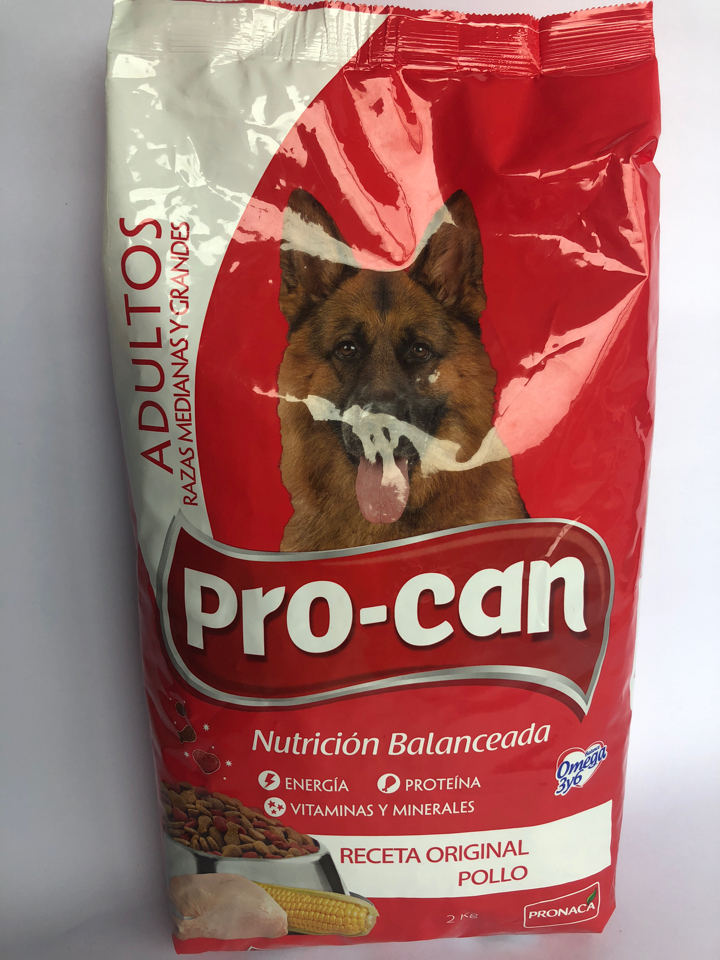 ADULTOS
RAZAS MEDIANAS Y GRANDES
Pro-can
Nutrición Balanceada
ENERGÍA
PROTEÍNA
VITAMINAS Y MINERALES
Omega
3y6
RECETA ORIGINAL
POLLO
2 Kg
PRONACA